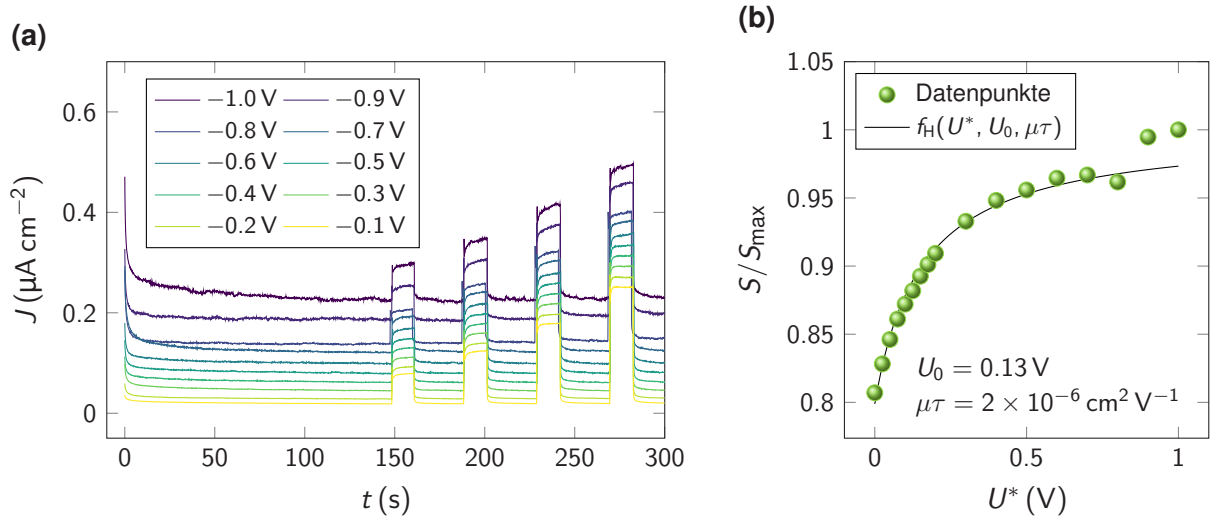 (a)
J (µA cm⁻²)
0.6
0.4
0.2
0
−1.0 V −0.9 V
−0.8 V −0.7 V
−0.6 V −0.5 V
−0.4 V −0.3 V
−0.2 V −0.1 V
0 50 100 150 200 250 300
t (s)
(b)
S/Smax
1.05
1
0.95
0.9
0.85
0.8
Datenpunkte
fH(U*, U₀, µτ)
U₀ = 0.13 V
µτ = 2 × 10⁻⁶ cm² V⁻¹
0 0.5 1
U* (V)